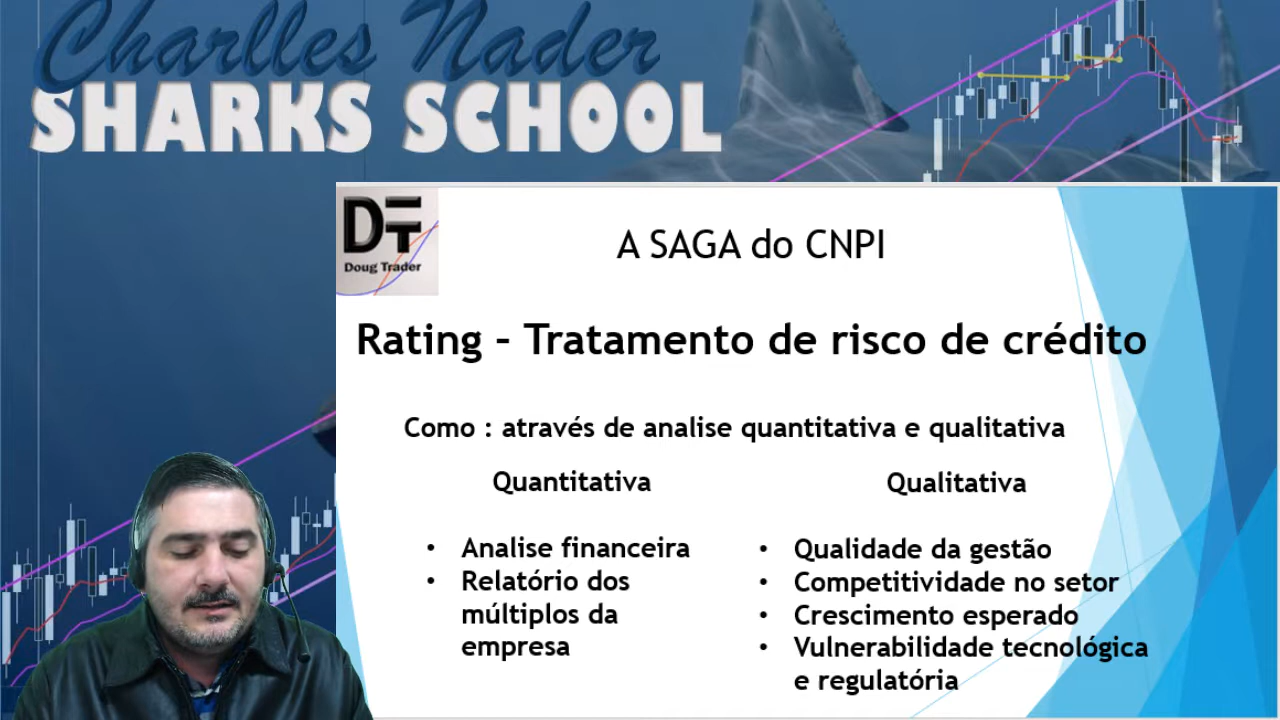 Charlles Nader
SHARKS SCHOOL
DT
Doug Trader
A SAGA do CNPI
Rating - Tratamento de risco de crédito
Como : através de analise quantitativa e qualitativa
Quantitativa
• Analise financeira
• Relatório dos
múltiplos da
empresa
Qualitativa
• Qualidade da gestão
• Competitividade no setor
• Crescimento esperado
• Vulnerabilidade tecnológica
e regulatória